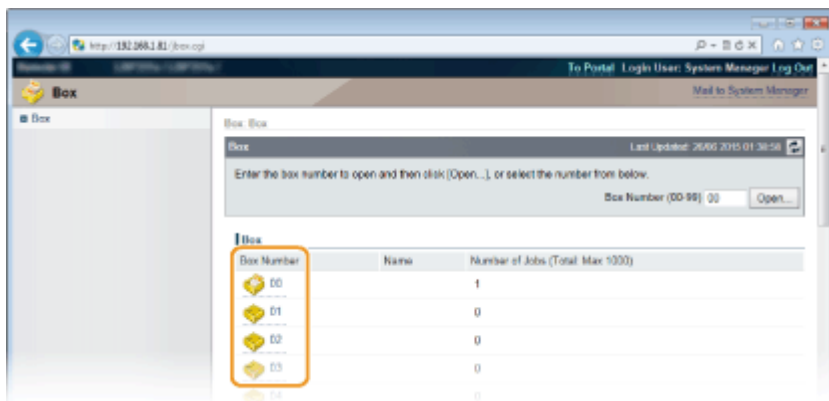 http://192.168.1.81/jbox.cgi
To Portal Login User: System Manager Log Out
Box
Mail to System Manager
Box
Box: Box
Box
Last Updated: 26/06 2015 01:38:58
Enter the box number to open and then click [Open...], or select the number from below.
Box Number (00-99) 00 Open...
Box
Box Number Name Number of Jobs (Total: Max 1000)
00 1
01 0
02 0
03 0
04 0